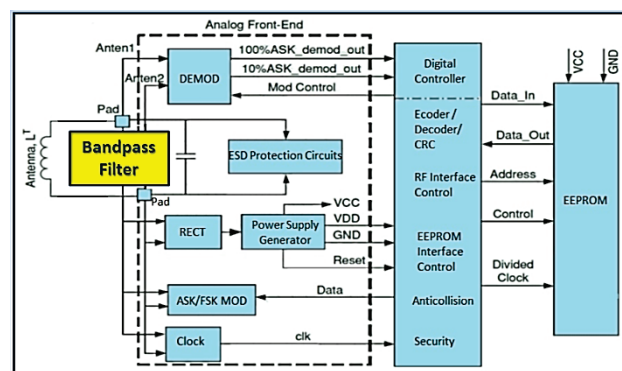 Analog Front-End
Anten1
100%ASK_demod_out
DEMOD
10%ASK_demod_out
Anten2
Mod Control
Digital
Controller
VCC
GND
Data_In
Pad
Antenna, LT
Bandpass
Filter
ESD Protection Circuits
Ecoder /
Decoder/
CRC
Data_Out
Pad
RF Interface
Control
Address
EEPROM
RECT
Power Supply
Generator
VCC
VDD
GND
Reset
EEPROM
Interface
Control
Control
Divided
Clock
ASK/FSK MOD
Data
Anticollision
Clock
clk
Security